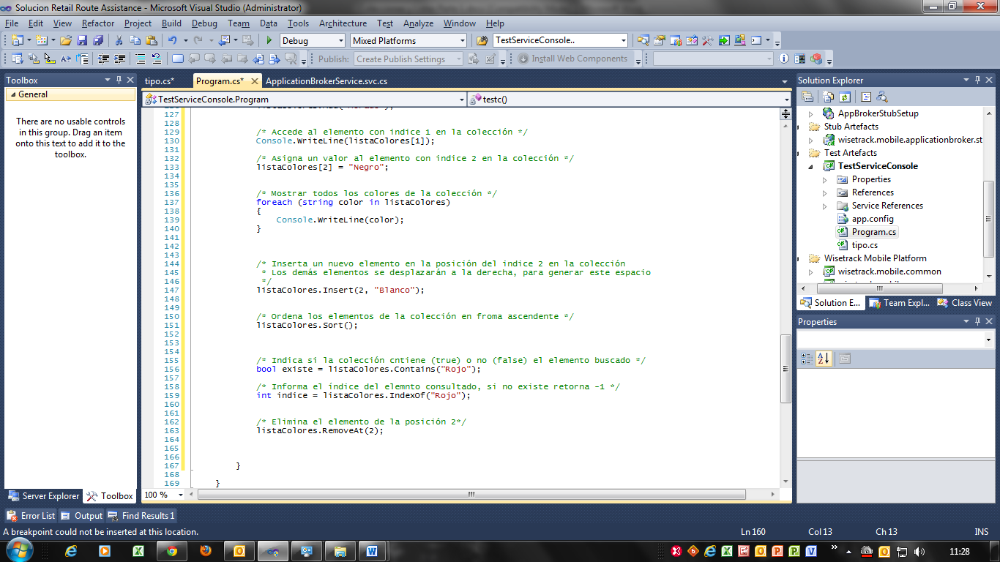 Solucion Retail Route Assistance - Microsoft Visual Studio (Administrator)
File Edit View Refactor Project Build Debug Team Data Tools Architecture Test Analyze Window Help
Debug Mixed Platforms TestServiceConsole..
Publish: Create Publish Settings Install Web Components
Toolbox
General
There are no usable controls
in this group. Drag an item
onto this text to add it to the
toolbox.
Server Explorer Toolbox
tipo.cs* Program.cs* ApplicationBrokerService.svc.cs
TestServiceConsole.Program testc()
127
128
129 /* Accede al elemento con indice 1 en la colección */
130 Console.WriteLine(listaColores[1]);
131
132 /* Asigna un valor al elemento con indice 2 en la colección */
133 listaColores[2] = "Negro";
134
135
136 /* Mostrar todos los colores de la colección */
137 foreach (string color in listaColores)
138 {
139 Console.WriteLine(color);
140 }
141
142
143
144 /* Inserta un nuevo elemento en la posición del indice 2 en la colección
145 * Los demás elementos se desplazarán a la derecha, para generar este espacio
146 */
147 listaColores.Insert(2, "Blanco");
148
149
150 /* Ordena los elementos de la colección en froma ascendente */
151 listaColores.Sort();
152
153
154
155 /* Indica si la colección cntiene (true) o no (false) el elemento buscado */
156 bool existe = listaColores.Contains("Rojo");
157
158 /* Informa el índice del elemnto consultado, si no existe retorna -1 */
159 int indice = listaColores.IndexOf("Rojo");
160
161
162 /* Elimina el elemento de la posición 2*/
163 listaColores.RemoveAt(2);
164
165
166
167 }
168
169 }
100 %
Solution Explorer
AppBrokerStubSetup
Stub Artefacts
wisetrack.mobile.applicationbroker.st
Test Artefacts
TestServiceConsole
Properties
References
Service References
app.config
Program.cs
tipo.cs
Wisetrack Mobile Platform
wisetrack.mobile.common
Solution E... Team Expl... Class View
Properties
Error List Output Find Results 1
A breakpoint could not be inserted at this location. Ln 160 Col 13 Ch 13 INS
11:28